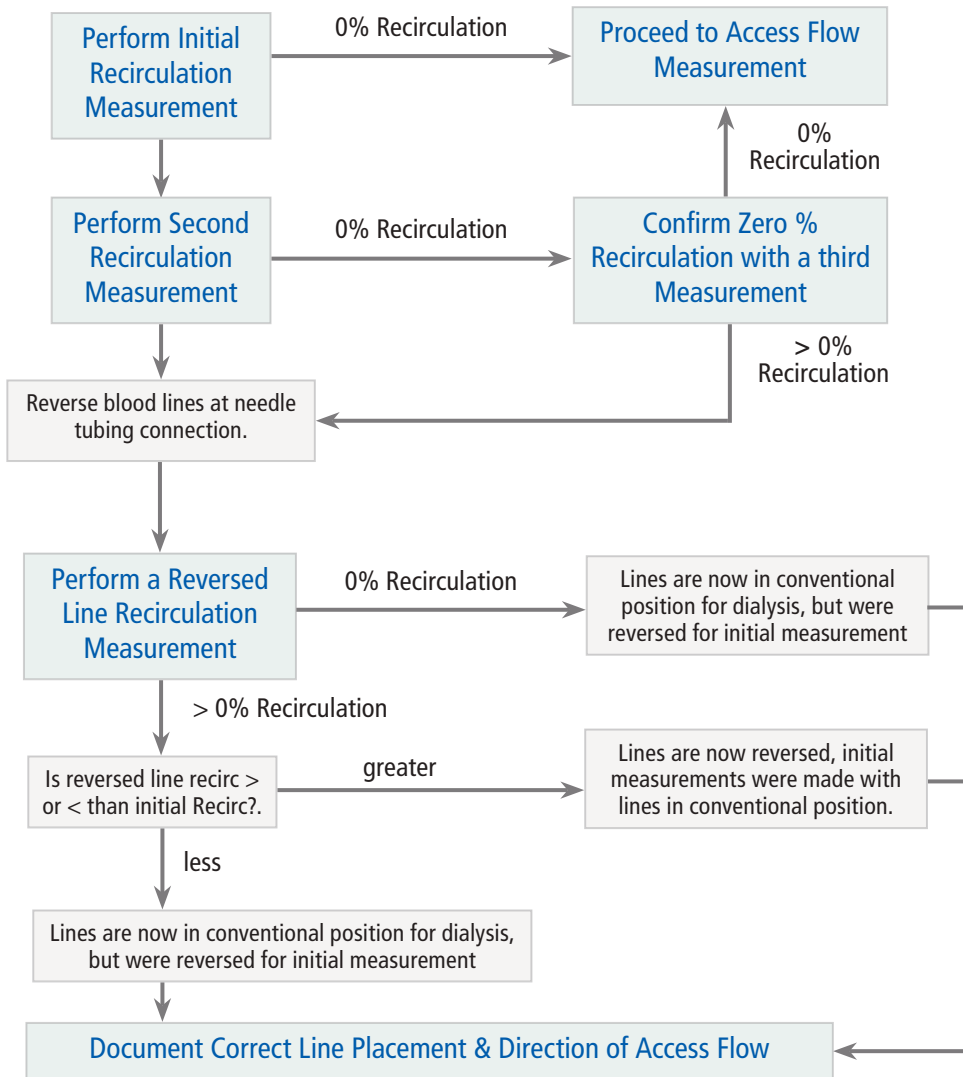 Perform Initial
Recirculation
Measurement
0% Recirculation
Proceed to Access Flow
Measurement
0%
Recirculation
Perform Second
Recirculation
Measurement
0% Recirculation
Confirm Zero %
Recirculation with a third
Measurement
> 0%
Recirculation
Reverse blood lines at needle
tubing connection.
Perform a Reversed
Line Recirculation
Measurement
0% Recirculation
Lines are now in conventional
position for dialysis, but were
reversed for initial measurement
> 0% Recirculation
Is reversed line recirc >
or < than initial Recirc?.
greater
Lines are now reversed, initial
measurements were made with
lines in conventional position.
less
Lines are now in conventional position for dialysis,
but were reversed for initial measurement
Document Correct Line Placement & Direction of Access Flow